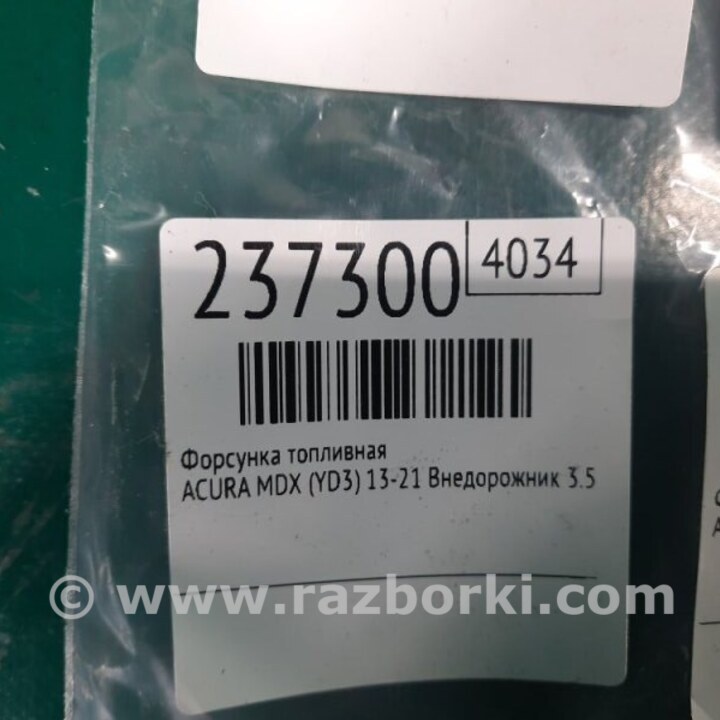 237300
4034
Форсунка топливная
ACURA MDX (YD3) 13-21 Внедорожник 3.5
© www.razborki.com